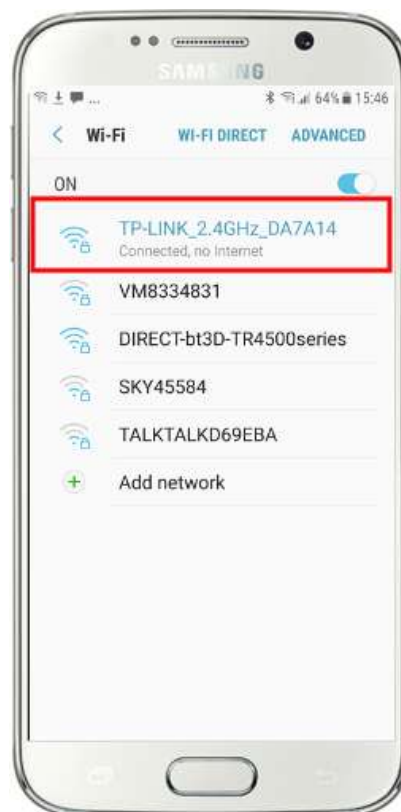 SAMSUNG
... 64% 15:46
Wi-Fi WI-FI DIRECT ADVANCED
ON
TP-LINK_2.4GHz_DA7A14
Connected, no Internet
VM8334831
DIRECT-bt3D-TR4500series
SKY45584
TALKTALKD69EBA
Add network